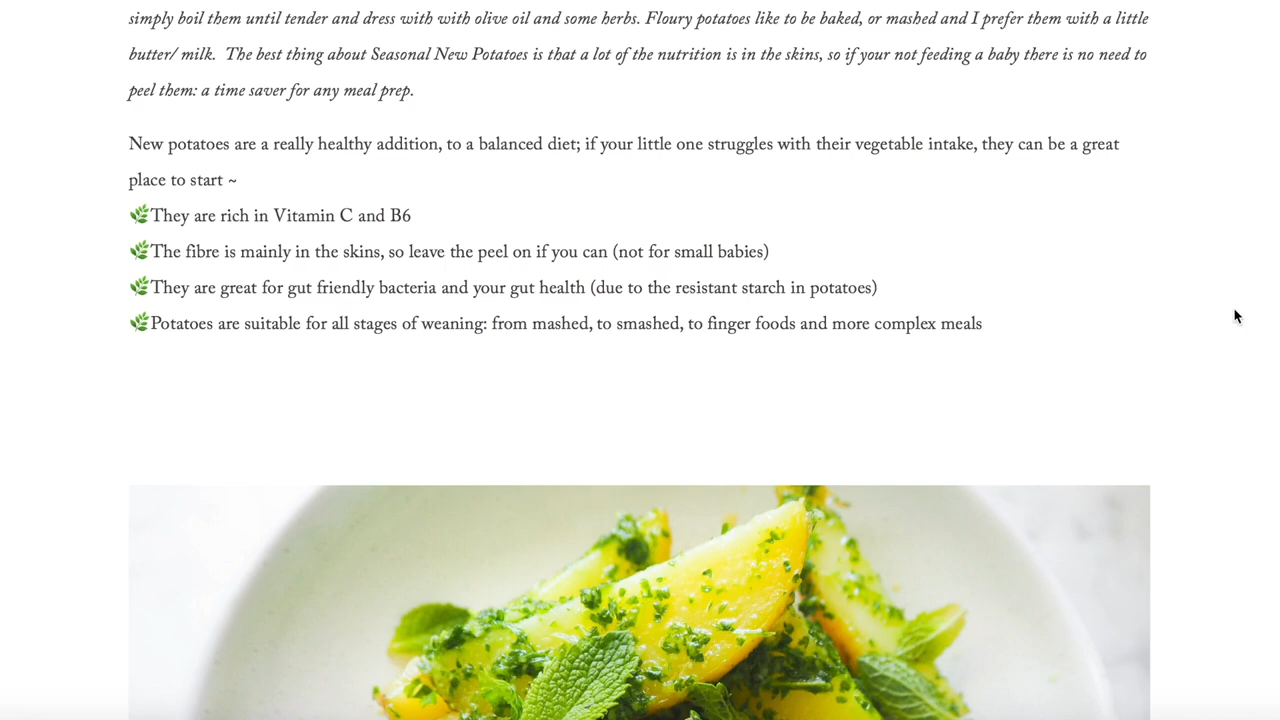 simply boil them until tender and dress with with olive oil and some herbs. Floury potatoes like to be baked, or mashed and I prefer them with a little
butter/ milk.  The best thing about Seasonal New Potatoes is that a lot of the nutrition is in the skins, so if your not feeding a baby there is no need to
peel them: a time saver for any meal prep.
New potatoes are a really healthy addition, to a balanced diet; if your little one struggles with their vegetable intake, they can be a great
place to start ~
🌿They are rich in Vitamin C and B6
🌿The fibre is mainly in the skins, so leave the peel on if you can (not for small babies)
🌿They are great for gut friendly bacteria and your gut health (due to the resistant starch in potatoes)
🌿Potatoes are suitable for all stages of weaning: from mashed, to smashed, to finger foods and more complex meals